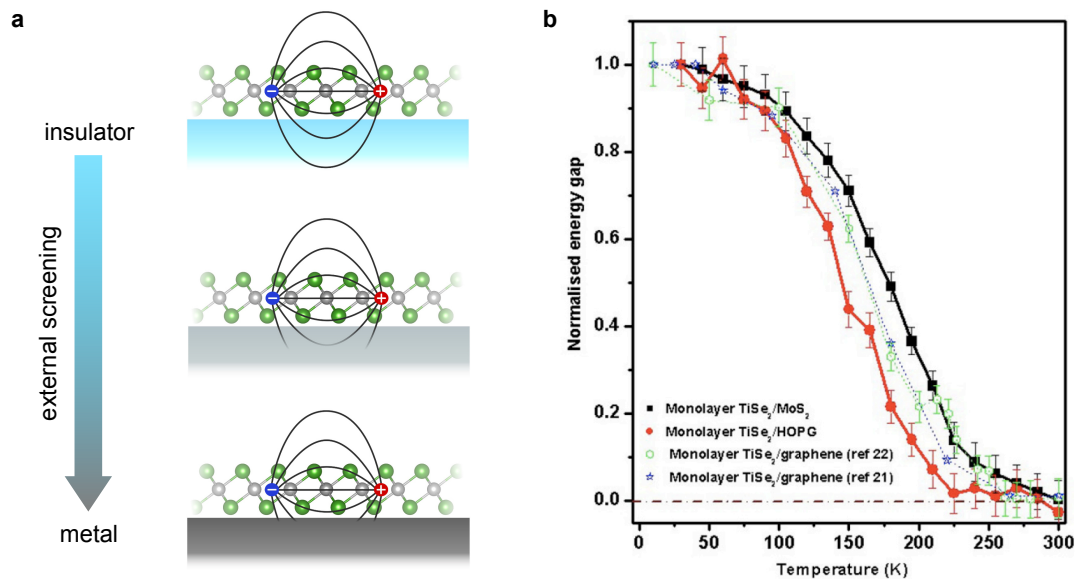 a
insulator
external screening
metal
− +
− +
− +
b
Normalised energy gap
1.0
0.8
0.6
0.4
0.2
0.0
Monolayer TiSe₂/MoS₂
Monolayer TiSe₂/HOPG
Monolayer TiSe₂/graphene (ref 22)
Monolayer TiSe₂/graphene (ref 21)
0 50 100 150 200 250 300
Temperature (K)